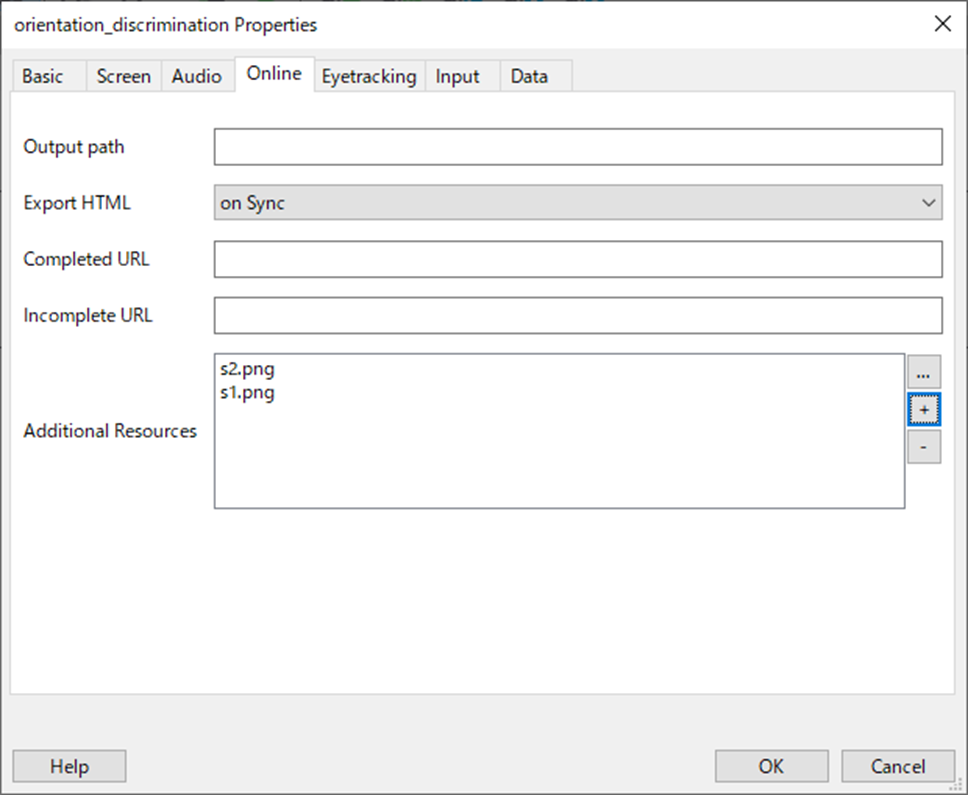 orientation_discrimination Properties
Basic Screen Audio Online Eyetracking Input Data
Output path
Export HTML on Sync
Completed URL
Incomplete URL
s2.png ...
s1.png
+
Additional Resources
-
Help OK Cancel